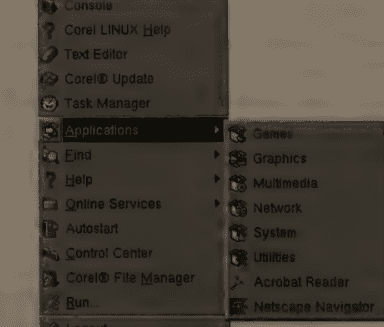 Console
Corel LINUX Help
Text Editor
Corel® Update
Task Manager
Applications
Find
Help
Online Services
Autostart
Control Center
Corel® File Manager
Run...
Logout
Games
Graphics
Multimedia
Network
System
Utilities
Acrobat Reader
Netscape Navigator